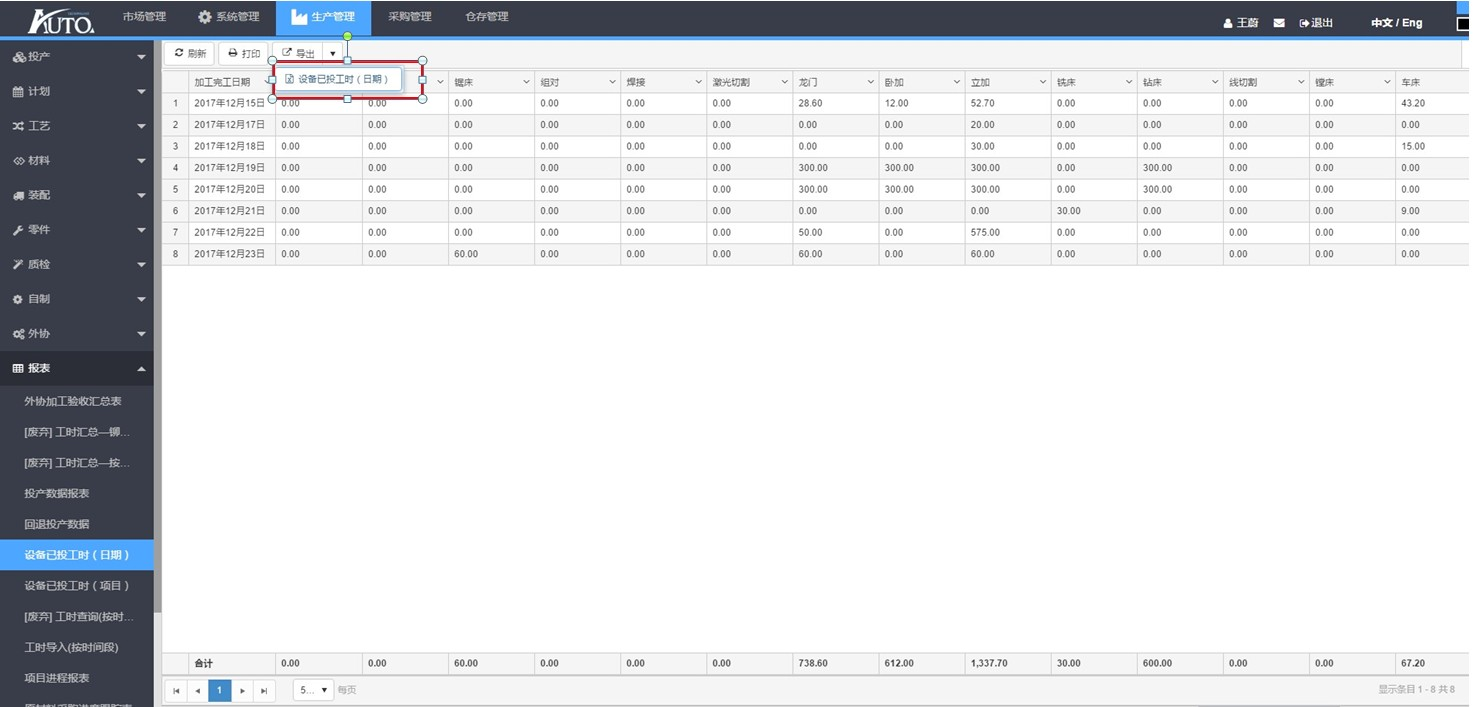 AUTO.
市场管理 系统管理 生产管理 采购管理 仓存管理 王蔚 退出 中文 / Eng
刷新 打印 导出
设备已投工时（日期）
投产
计划
工艺
材料
装配
零件
质检
自制
外协
报表
外协加工验收汇总表
[废弃] 工时汇总—铆...
[废弃] 工时汇总—按...
投产数据报表
回退投产数据
设备已投工时（日期）
设备已投工时（项目）
[废弃] 工时查询(按时...
工时导入(按时间段)
项目进程报表
加工完工日期 锯床 组对 焊接 激光切割 龙门 卧加 立加 铣床 钻床 线切割 镗床 车床
1 2017年12月15日 0.00 0.00 0.00 0.00 0.00 0.00 28.60 12.00 52.70 0.00 0.00 0.00 0.00 43.20
2 2017年12月17日 0.00 0.00 0.00 0.00 0.00 0.00 0.00 0.00 20.00 0.00 0.00 0.00 0.00 0.00
3 2017年12月18日 0.00 0.00 0.00 0.00 0.00 0.00 0.00 0.00 30.00 0.00 0.00 0.00 0.00 15.00
4 2017年12月19日 0.00 0.00 0.00 0.00 0.00 0.00 300.00 300.00 300.00 0.00 300.00 0.00 0.00 0.00
5 2017年12月20日 0.00 0.00 0.00 0.00 0.00 0.00 300.00 300.00 300.00 0.00 300.00 0.00 0.00 0.00
6 2017年12月21日 0.00 0.00 0.00 0.00 0.00 0.00 0.00 0.00 0.00 30.00 0.00 0.00 0.00 9.00
7 2017年12月22日 0.00 0.00 0.00 0.00 0.00 0.00 50.00 0.00 575.00 0.00 0.00 0.00 0.00 0.00
8 2017年12月23日 0.00 0.00 60.00 0.00 0.00 0.00 60.00 0.00 60.00 0.00 0.00 0.00 0.00 0.00
合计 0.00 0.00 60.00 0.00 0.00 0.00 738.60 612.00 1,337.70 30.00 600.00 0.00 0.00 67.20
1 5... 每页 显示条目 1 - 8 共 8